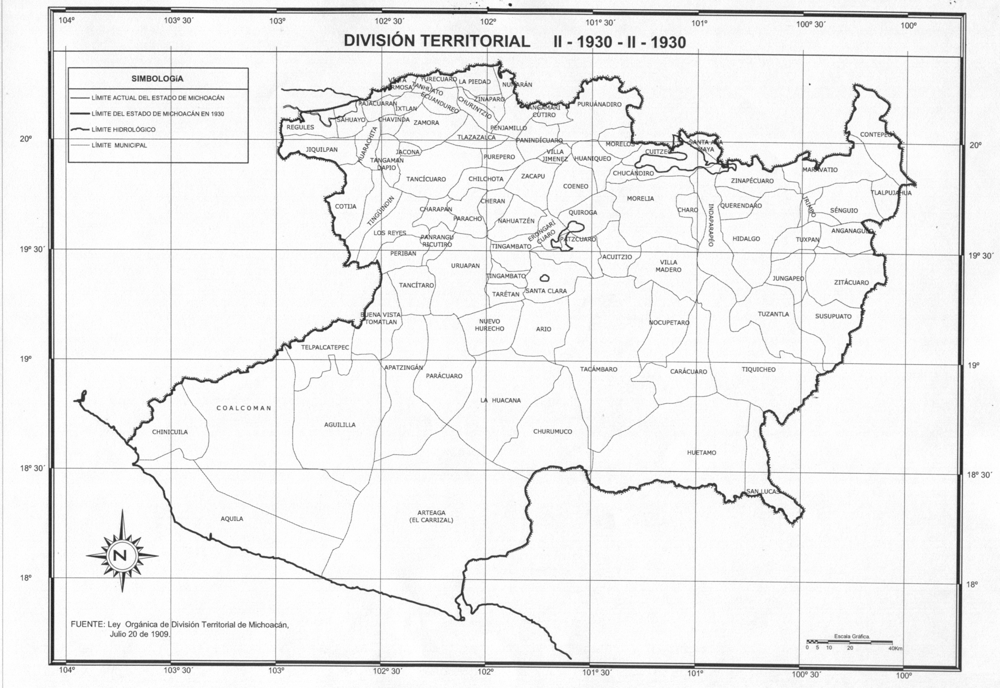 104º 103º 30´ 103º 102º 30´ 102º 101º 30´ 101º 100º 30´ 100º
DIVISIÓN TERRITORIAL II - 1930 - II - 1930
SIMBOLOGíA
LÍMITE ACTUAL DEL ESTADO DE MICHOACÁN
LÍMITE DEL ESTADO DE MICHOACÁN EN 1930
LÍMITE HIDROLÓGICO
LÍMITE MUNICIPAL
VISTA
HERMOSA
TANHUATO
YURECUARO
LA PIEDAD
NUMARÁN
ECUANDUREO
CHURINTZIO
ZINÁPARO
PAJACUARAN
IXTLAN
ANGAMARI
CUTIRO
PURUÁNADIRO
REGULES
SAHUAYO
CHAVINDA
ZAMORA
PENJAMILLO
CONTEPEC
20º
20º
JIQUILPAN
HUARACHITA
JACONA
TANGAMAN
DAPIO
TLAZAZALCA
PANINDÍCUARO
PUREPERO
VILLA
JIMENEZ
HUANIQUEO
MORELOS
CUITZEO
SANTA ANA
MAYA
TANCÍCUARO
CHILCHOTA
ZACAPU
COENEO
CHUCÁNDIRO
ZINAPÉCUARO
MARAVATIO
TLALPUJAHUA
COTIJA
TINGÜINDIN
CHARAPAN
CHERAN
PARACHO
NAHUATZÉN
QUIROGA
MORELIA
CHARO
INDAPARAPÉO
QUERENDARO
IRIMBO
SÉNGUIO
ANGANAGUEO
LOS REYES
PANRANGU
RICUTIRO
PERIBAN
TINGAMBATO
ERONGARÍ
CUARO
PÁTZCUARO
HIDALGO
TUXPAN
19º 30´
19º 30´
URUAPAN
ACUITZIO
VILLA
MADERO
TANCÍTARO
TINGAMBATO
TARÉTAN
SANTA CLARA
JUNGAPEO
ZITÁCUARO
BUENA VISTA
TOMATLAN
NUEVO
HURECHO
ARIO
NOCUPETARO
TUZANTLA
SUSUPUATO
TELPALCATEPEC
19º
19º
APATZINGÁN
PARÁCUARO
TACÁMBARO
CARÁCUARO
TIQUICHEO
COALCOMAN
LA HUACANA
CHINICUILA
AGUILILLA
CHURUMUCO
HUETAMO
18º 30´
18º 30´
SAN LUCAS
AQUILA
ARTEAGA
(EL CARRIZAL)
N
18º
18º
FUENTE: Ley Orgánica de División Territorial de Michoacán,
Julio 20 de 1909.
Escala Gráfica.
0 5 10 20 40Km
104º 103º 30´ 103º 102º 30´ 102º 101º 30´ 101º 100º 30´ 100º